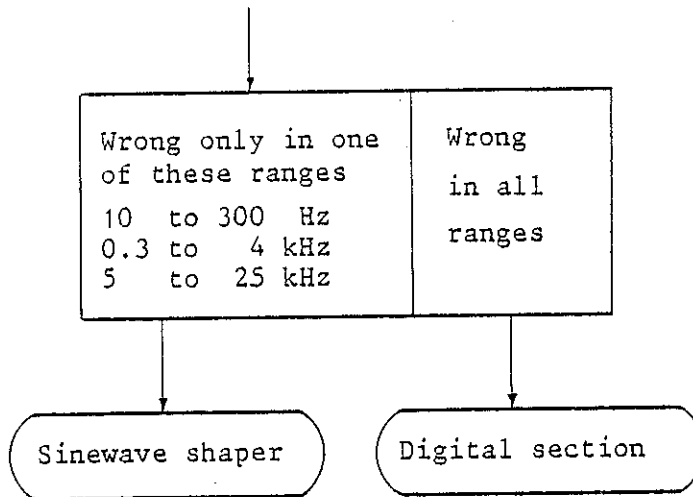 Wrong only in one
of these ranges
10 to 300 Hz
0.3 to 4 kHz
5 to 25 kHz
Wrong
in all
ranges
Sinewave shaper
Digital section